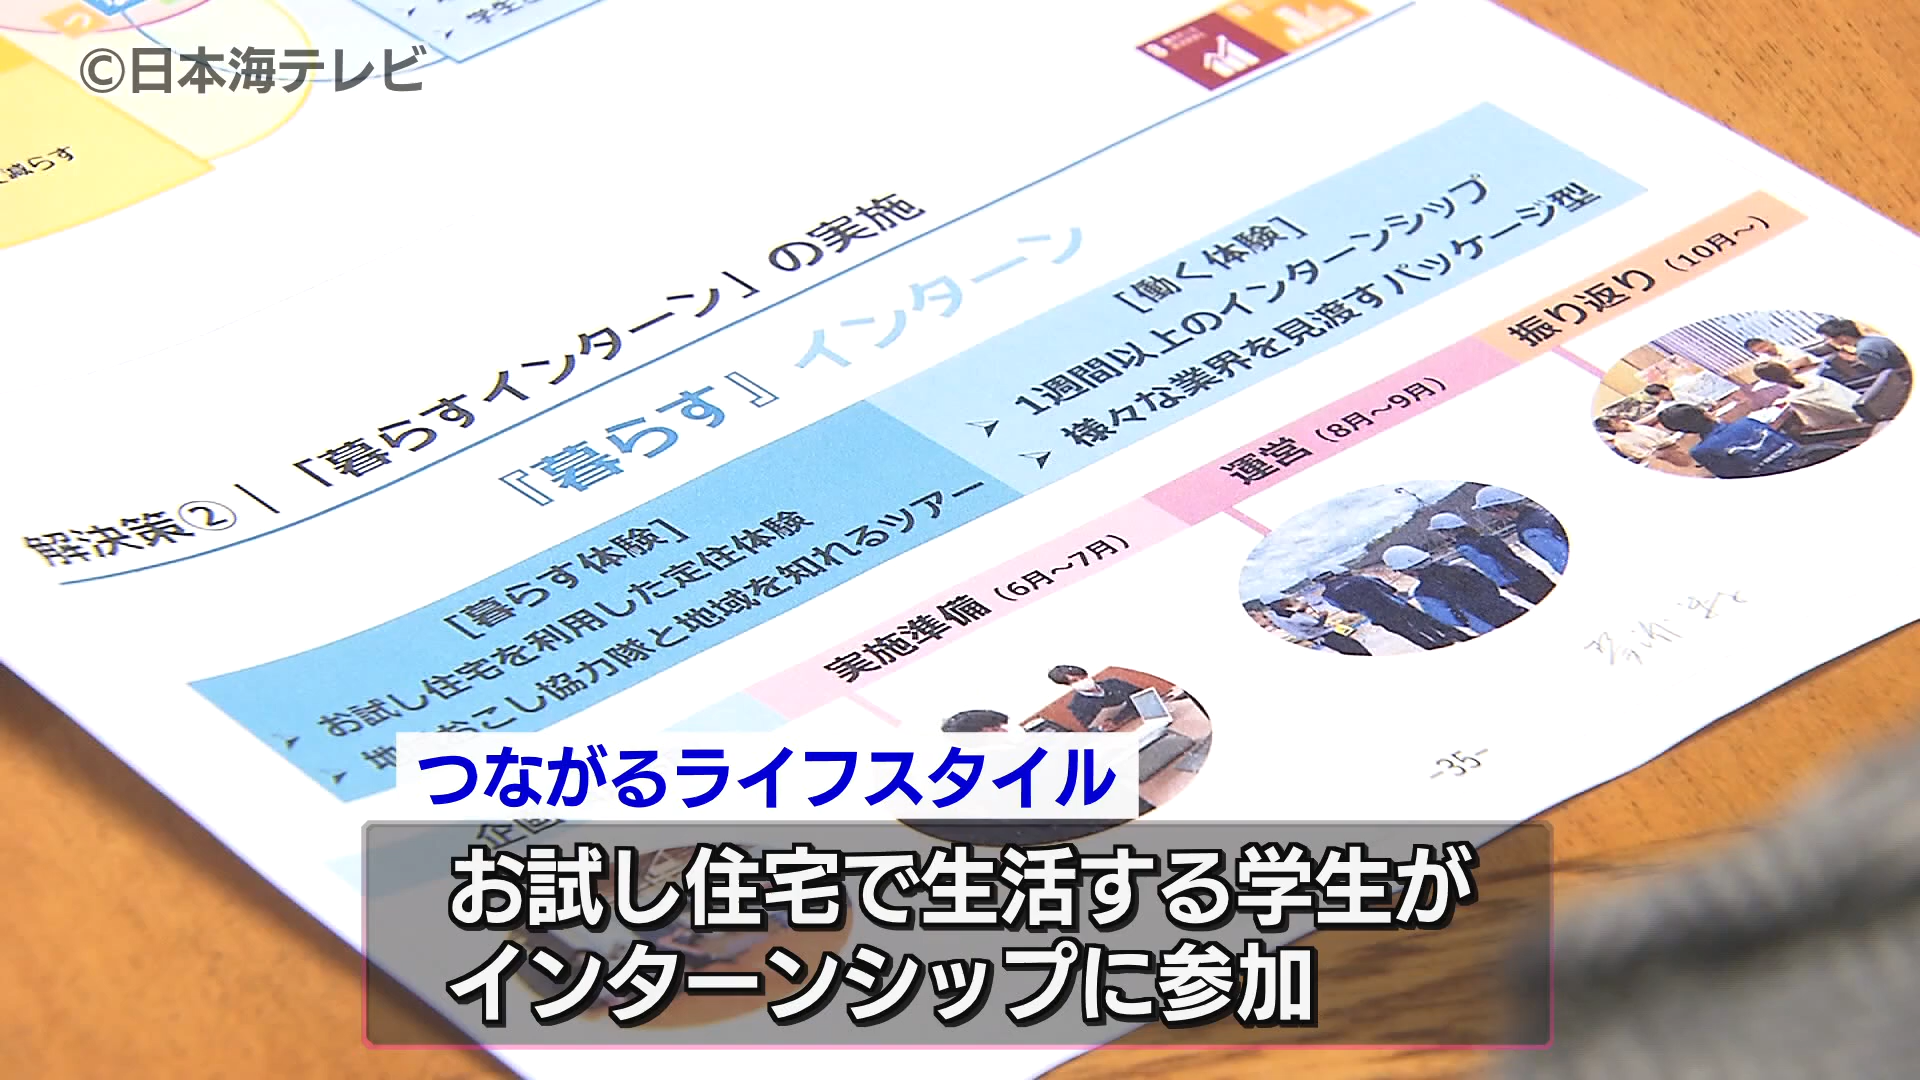 ©日本海テレビ
減らす
解決策②｜「暮らすインターン」の実施
『暮らす』インターン
［暮らす体験］
➤ お試し住宅を利用した定住体験
➤ 地域おこし協力隊と地域を知れるツアー
［働く体験］
➤ 1週間以上のインターンシップ
➤ 様々な業界を見渡すパッケージ型
企画
実施準備（6月～7月）
運営（8月～9月）
振り返り（10月～）
-35-
つながるライフスタイル
お試し住宅で生活する学生が
インターンシップに参加